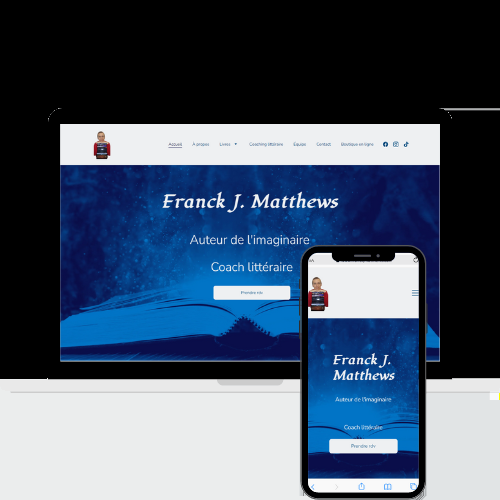 Accueil A propos Livres Coaching littéraire Equipe Contact Boutique en ligne
Franck J. Matthews
Auteur de l'imaginaire
Coach littéraire
Prendre rdv
Franck J.
Matthews
Auteur de l'imaginaire
Coach littéraire
Prendre rdv